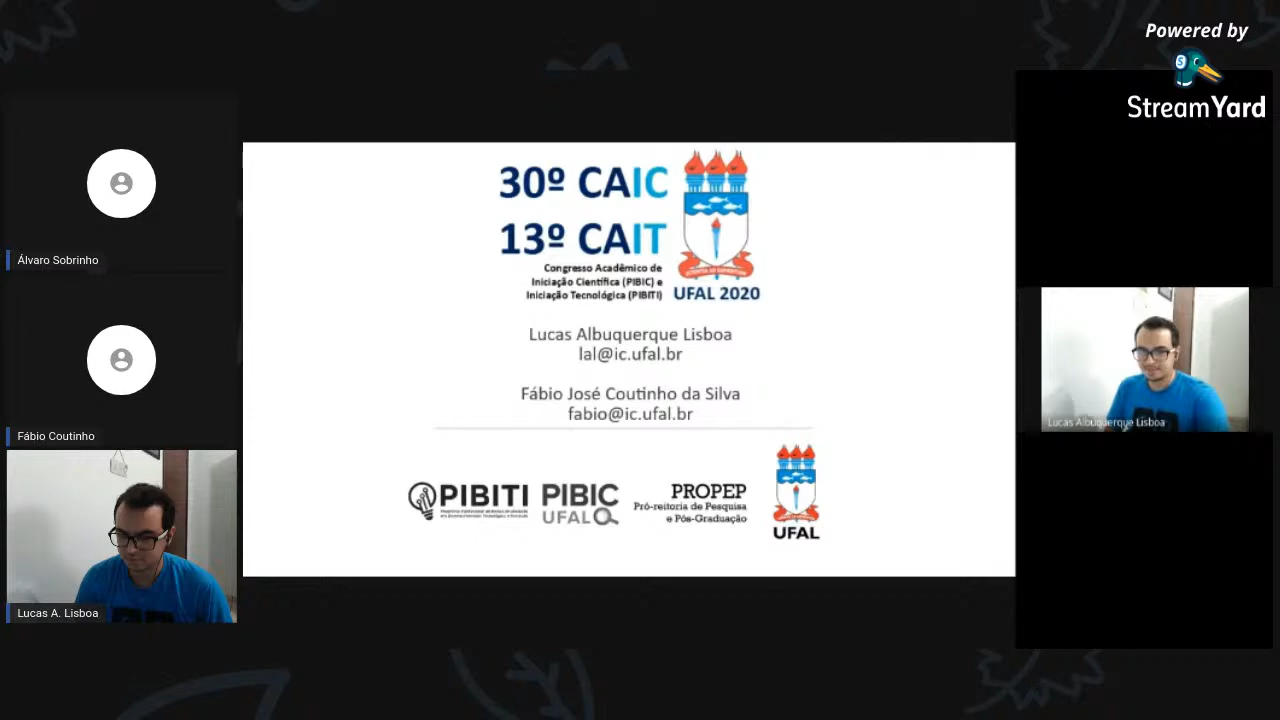 Powered by
StreamYard
Álvaro Sobrinho
Fábio Coutinho
Lucas A. Lisboa
30º CAIC
13º CAIT
Congresso Acadêmico de
Iniciação Científica (PIBIC) e
Iniciação Tecnológica (PIBITI)
UFAL 2020
Lucas Albuquerque Lisboa
lal@ic.ufal.br
Fábio José Coutinho da Silva
fabio@ic.ufal.br
PIBITI
PIBIC
UFAL
PROPEP
Pró-reitoria de Pesquisa
e Pós-Graduação
UFAL
Lucas Albuquerque Lisboa